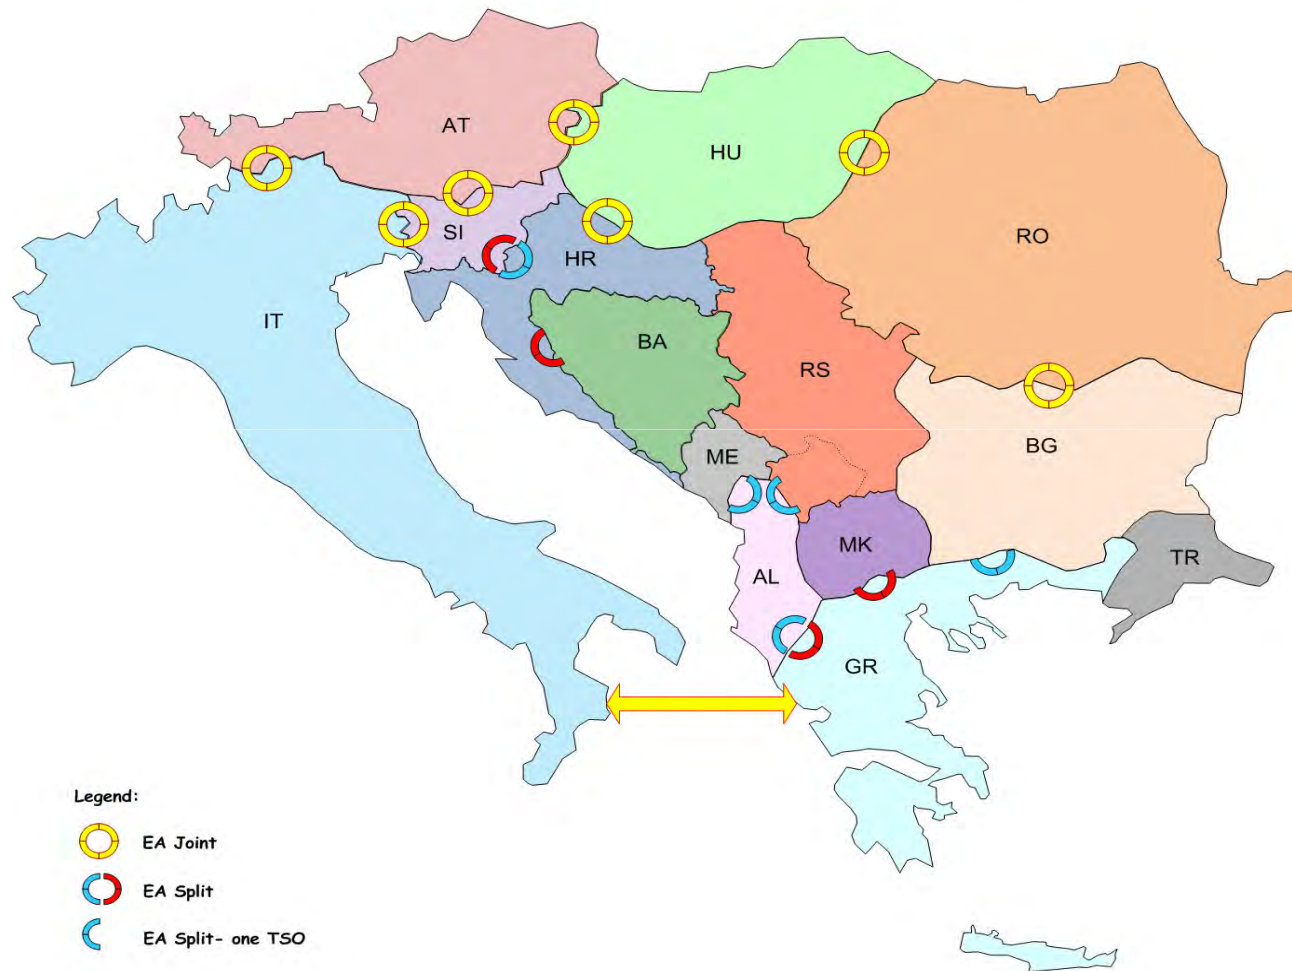 AT
HU
SI
HR
RO
IT
BA
RS
ME
BG
MK
TR
AL
GR
Legend:
EA Joint
EA Split
EA Split- one TSO